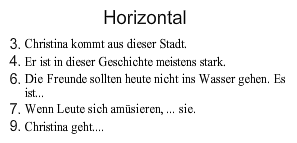 Horizontal
3. Christina kommt aus dieser Stadt.
4. Er ist in dieser Geschichte meistens stark.
6. Die Freunde sollten heute nicht ins Wasser gehen. Es
ist...
7. Wenn Leute sich amüsieren, ... sie.
9. Christina geht....